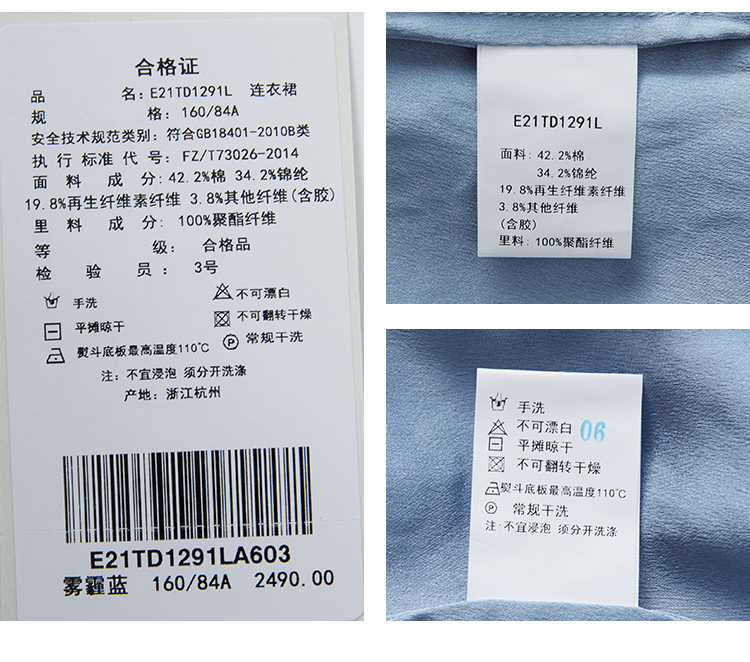 合格证
品 名: E21TD1291L 连衣裙
规 格: 160/84A
安全技术规范类别: 符合GB18401-2010B类
执行标准代号: FZ/T73026-2014
面料成分: 42.2%棉 34.2%锦纶
19.8%再生纤维素纤维 3.8%其他纤维(含胶)
里料成分: 100%聚酯纤维
等 级: 合格品
检验员: 3号
手洗
不可漂白
平摊晾干
不可翻转干燥
熨斗底板最高温度110℃
常规干洗
注: 不宜浸泡 须分开洗涤
产地: 浙江杭州
E21TD1291LA603
雾霾蓝 160/84A 2490.00
E21TD1291L
面料: 42.2%棉
34.2%锦纶
19.8%再生纤维素纤维
3.8%其他纤维
(含胶)
里料: 100%聚酯纤维
手洗
不可漂白 06
平摊晾干
不可翻转干燥
熨斗底板最高温度110℃
常规干洗
注: 不宜浸泡 须分开洗涤